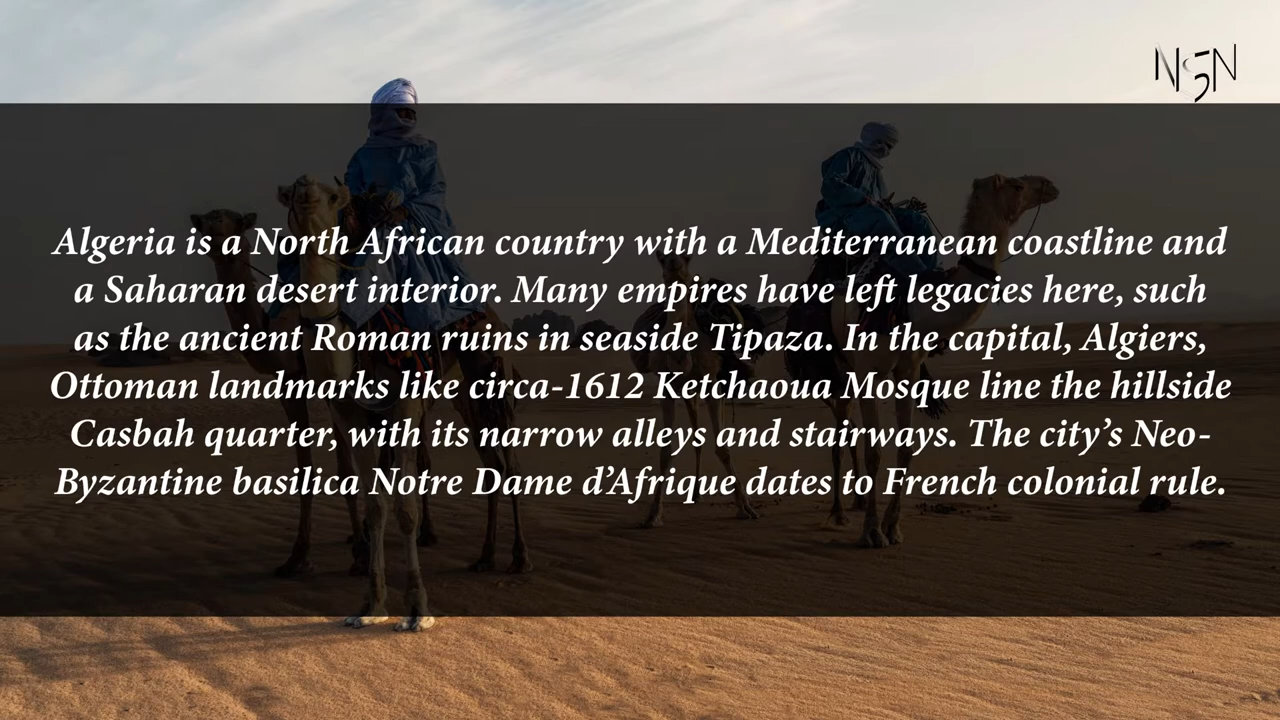 NSN
Algeria is a North African country with a Mediterranean coastline and
a Saharan desert interior. Many empires have left legacies here, such
as the ancient Roman ruins in seaside Tipaza. In the capital, Algiers,
Ottoman landmarks like circa-1612 Ketchaoua Mosque line the hillside
Casbah quarter, with its narrow alleys and stairways. The city’s Neo-
Byzantine basilica Notre Dame d’Afrique dates to French colonial rule.